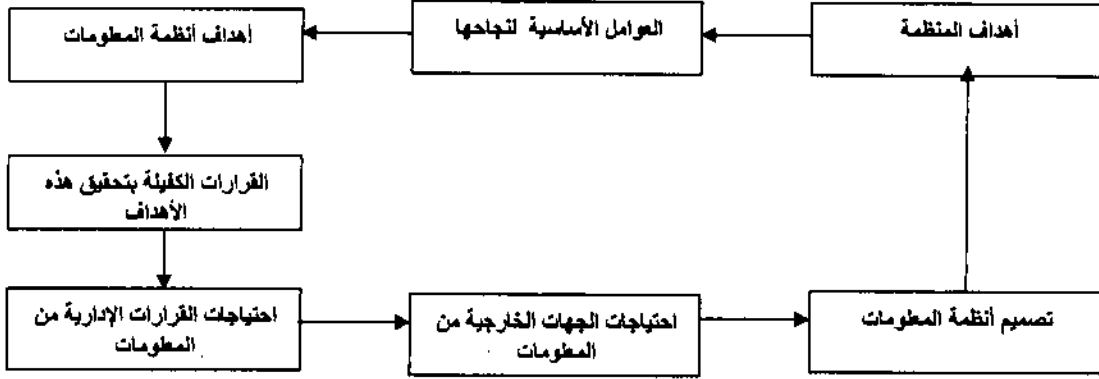 أهداف المنظمة
العوامل الأساسية لنجاحها
أهداف أنظمة المعلومات
القرارات الكفيلة بتحقيق هذه
الأهداف
احتياجات القرارات الإدارية من
المعلومات
احتياجات الجهات الخارجية من
المعلومات
تصميم أنظمة المعلومات